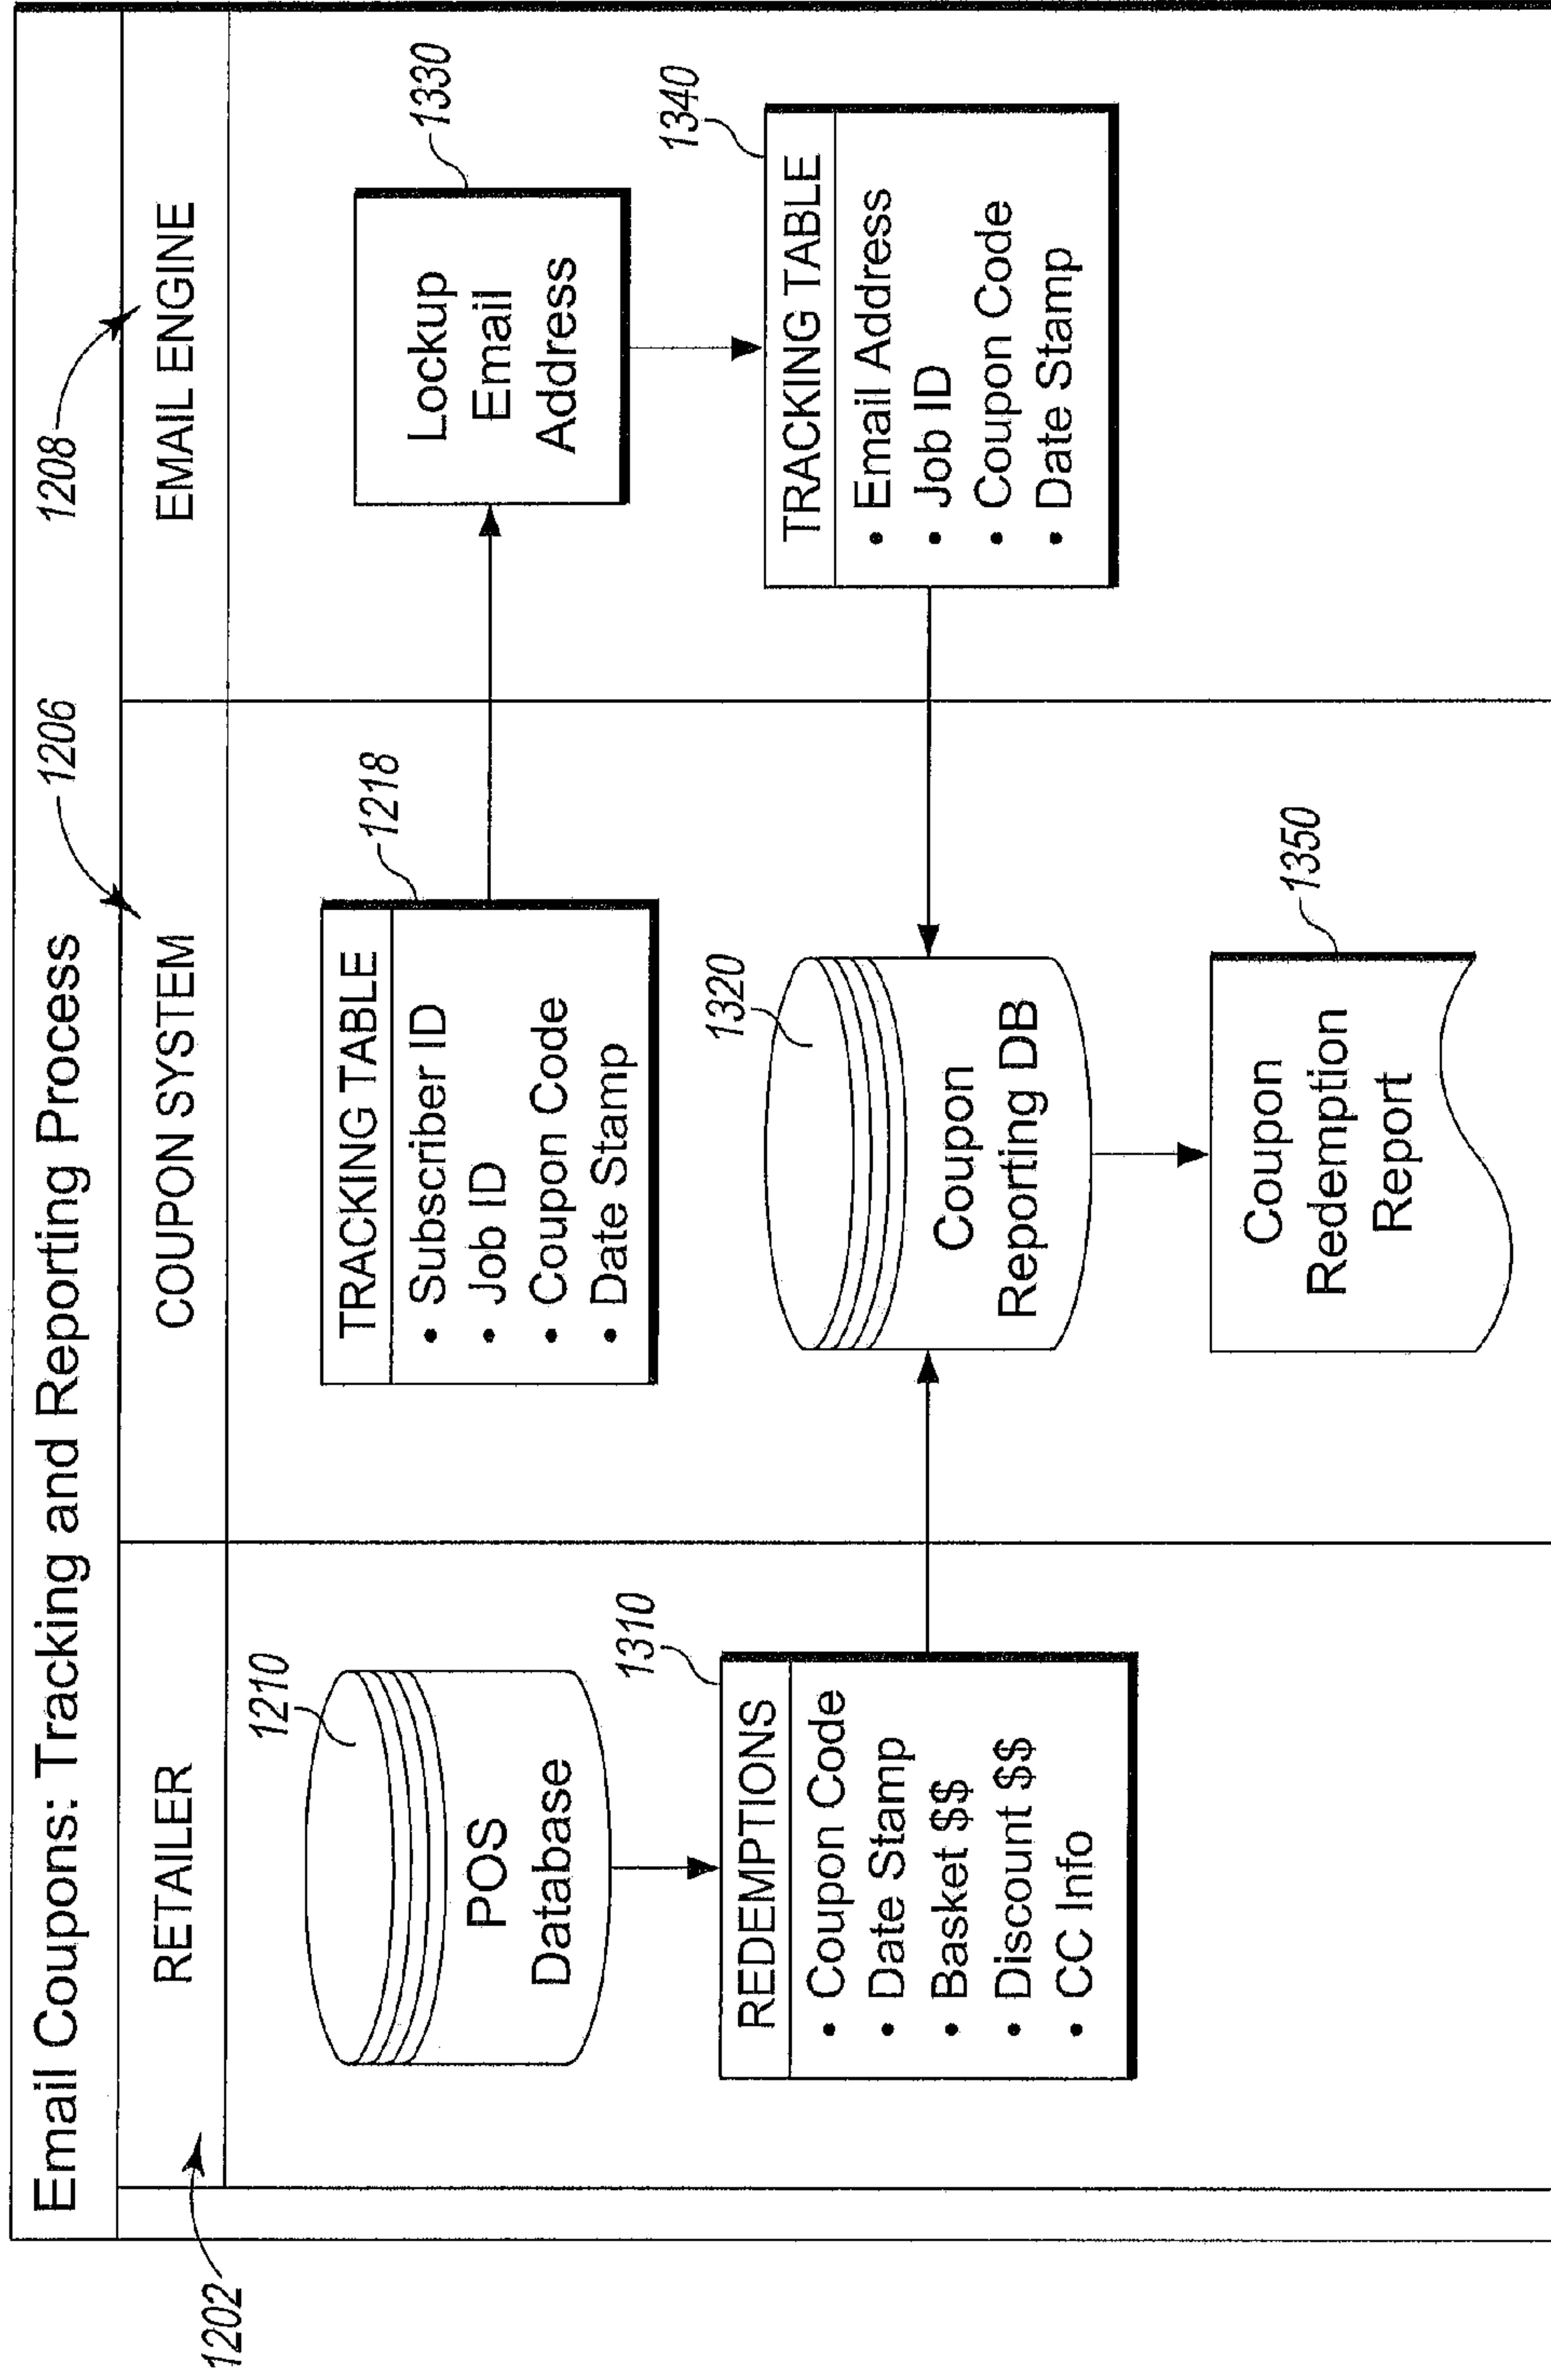 Email Coupons: Tracking and Reporting Process
1202
1206
1208
RETAILER
COUPON SYSTEM
EMAIL ENGINE
1210
POS
Database
1310
REDEMPTIONS
• Coupon Code
• Date Stamp
• Basket $$
• Discount $$
• CC Info
1218
TRACKING TABLE
• Subscriber ID
• Job ID
• Coupon Code
• Date Stamp
1320
Coupon
Reporting DB
1350
Coupon
Redemption
Report
1330
Lockup
Email
Address
1340
TRACKING TABLE
• Email Address
• Job ID
• Coupon Code
• Date Stamp